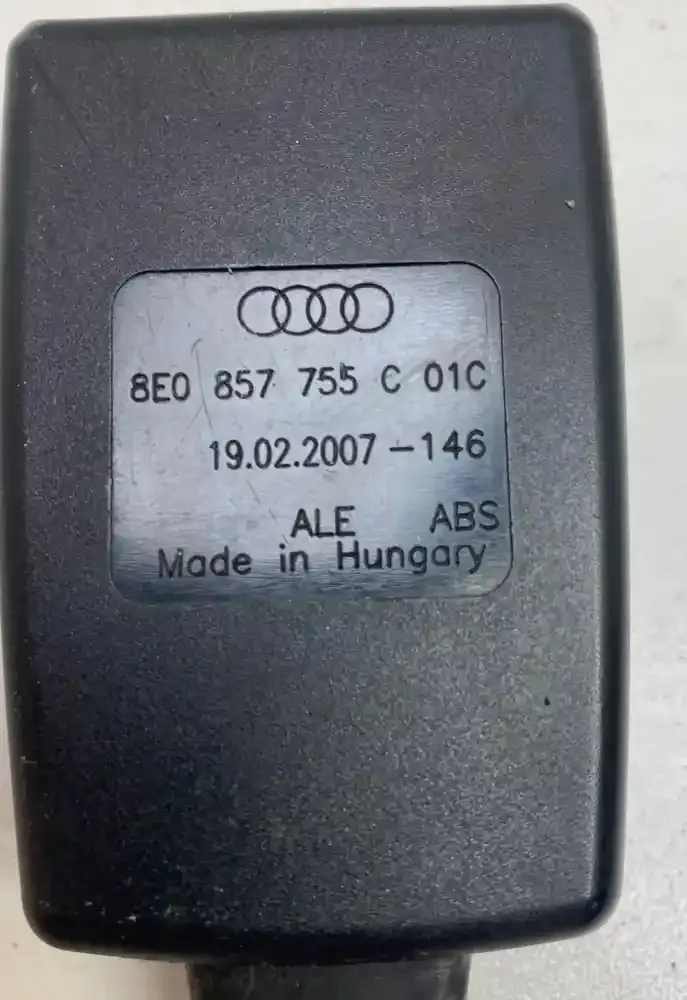 8E0 857 755 C 01C
19.02.2007-146
ALE ABS
Made in Hungary